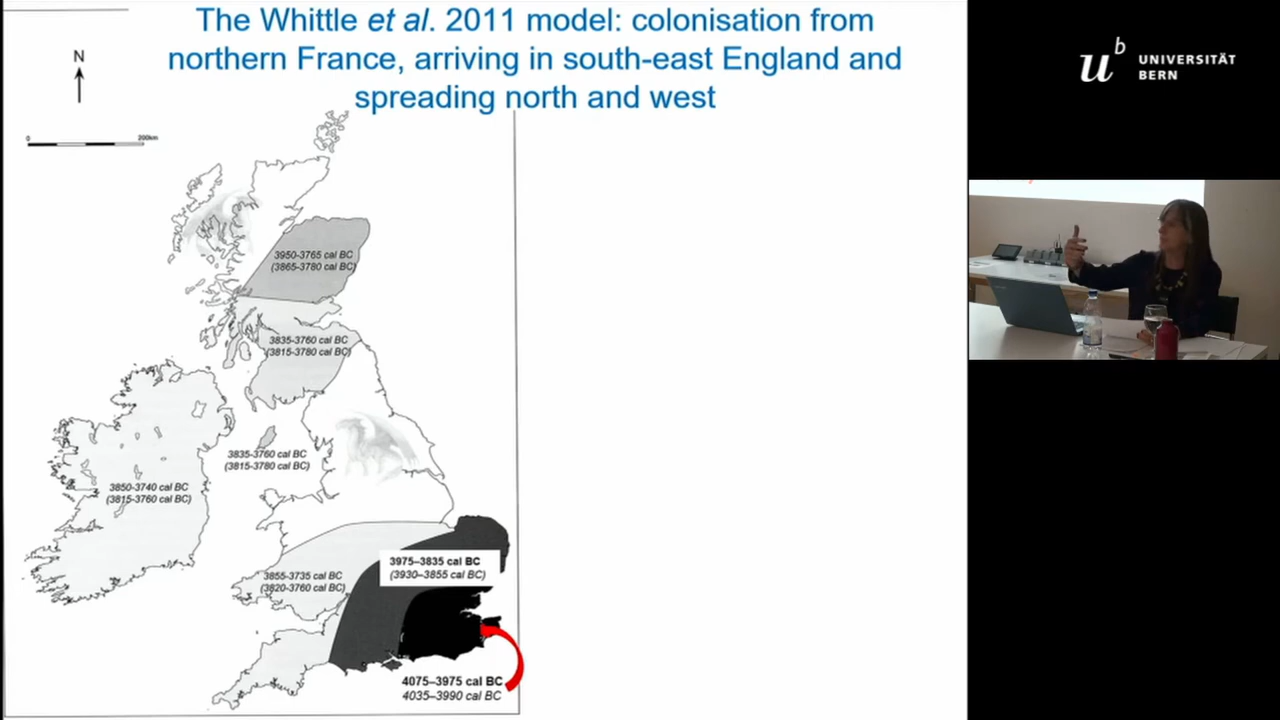 The Whittle et al. 2011 model: colonisation from
northern France, arriving in south-east England and
spreading north and west
N
0 200km
3950-3765 cal BC
(3865-3780 cal BC)
3835-3760 cal BC
(3815-3780 cal BC)
3835-3760 cal BC
(3815-3780 cal BC)
3850-3740 cal BC
(3815-3760 cal BC)
3975–3835 cal BC
(3930–3855 cal BC)
3855-3735 cal BC
(3820-3760 cal BC)
4075–3975 cal BC
4035–3990 cal BC
u b
UNIVERSITÄT
BERN